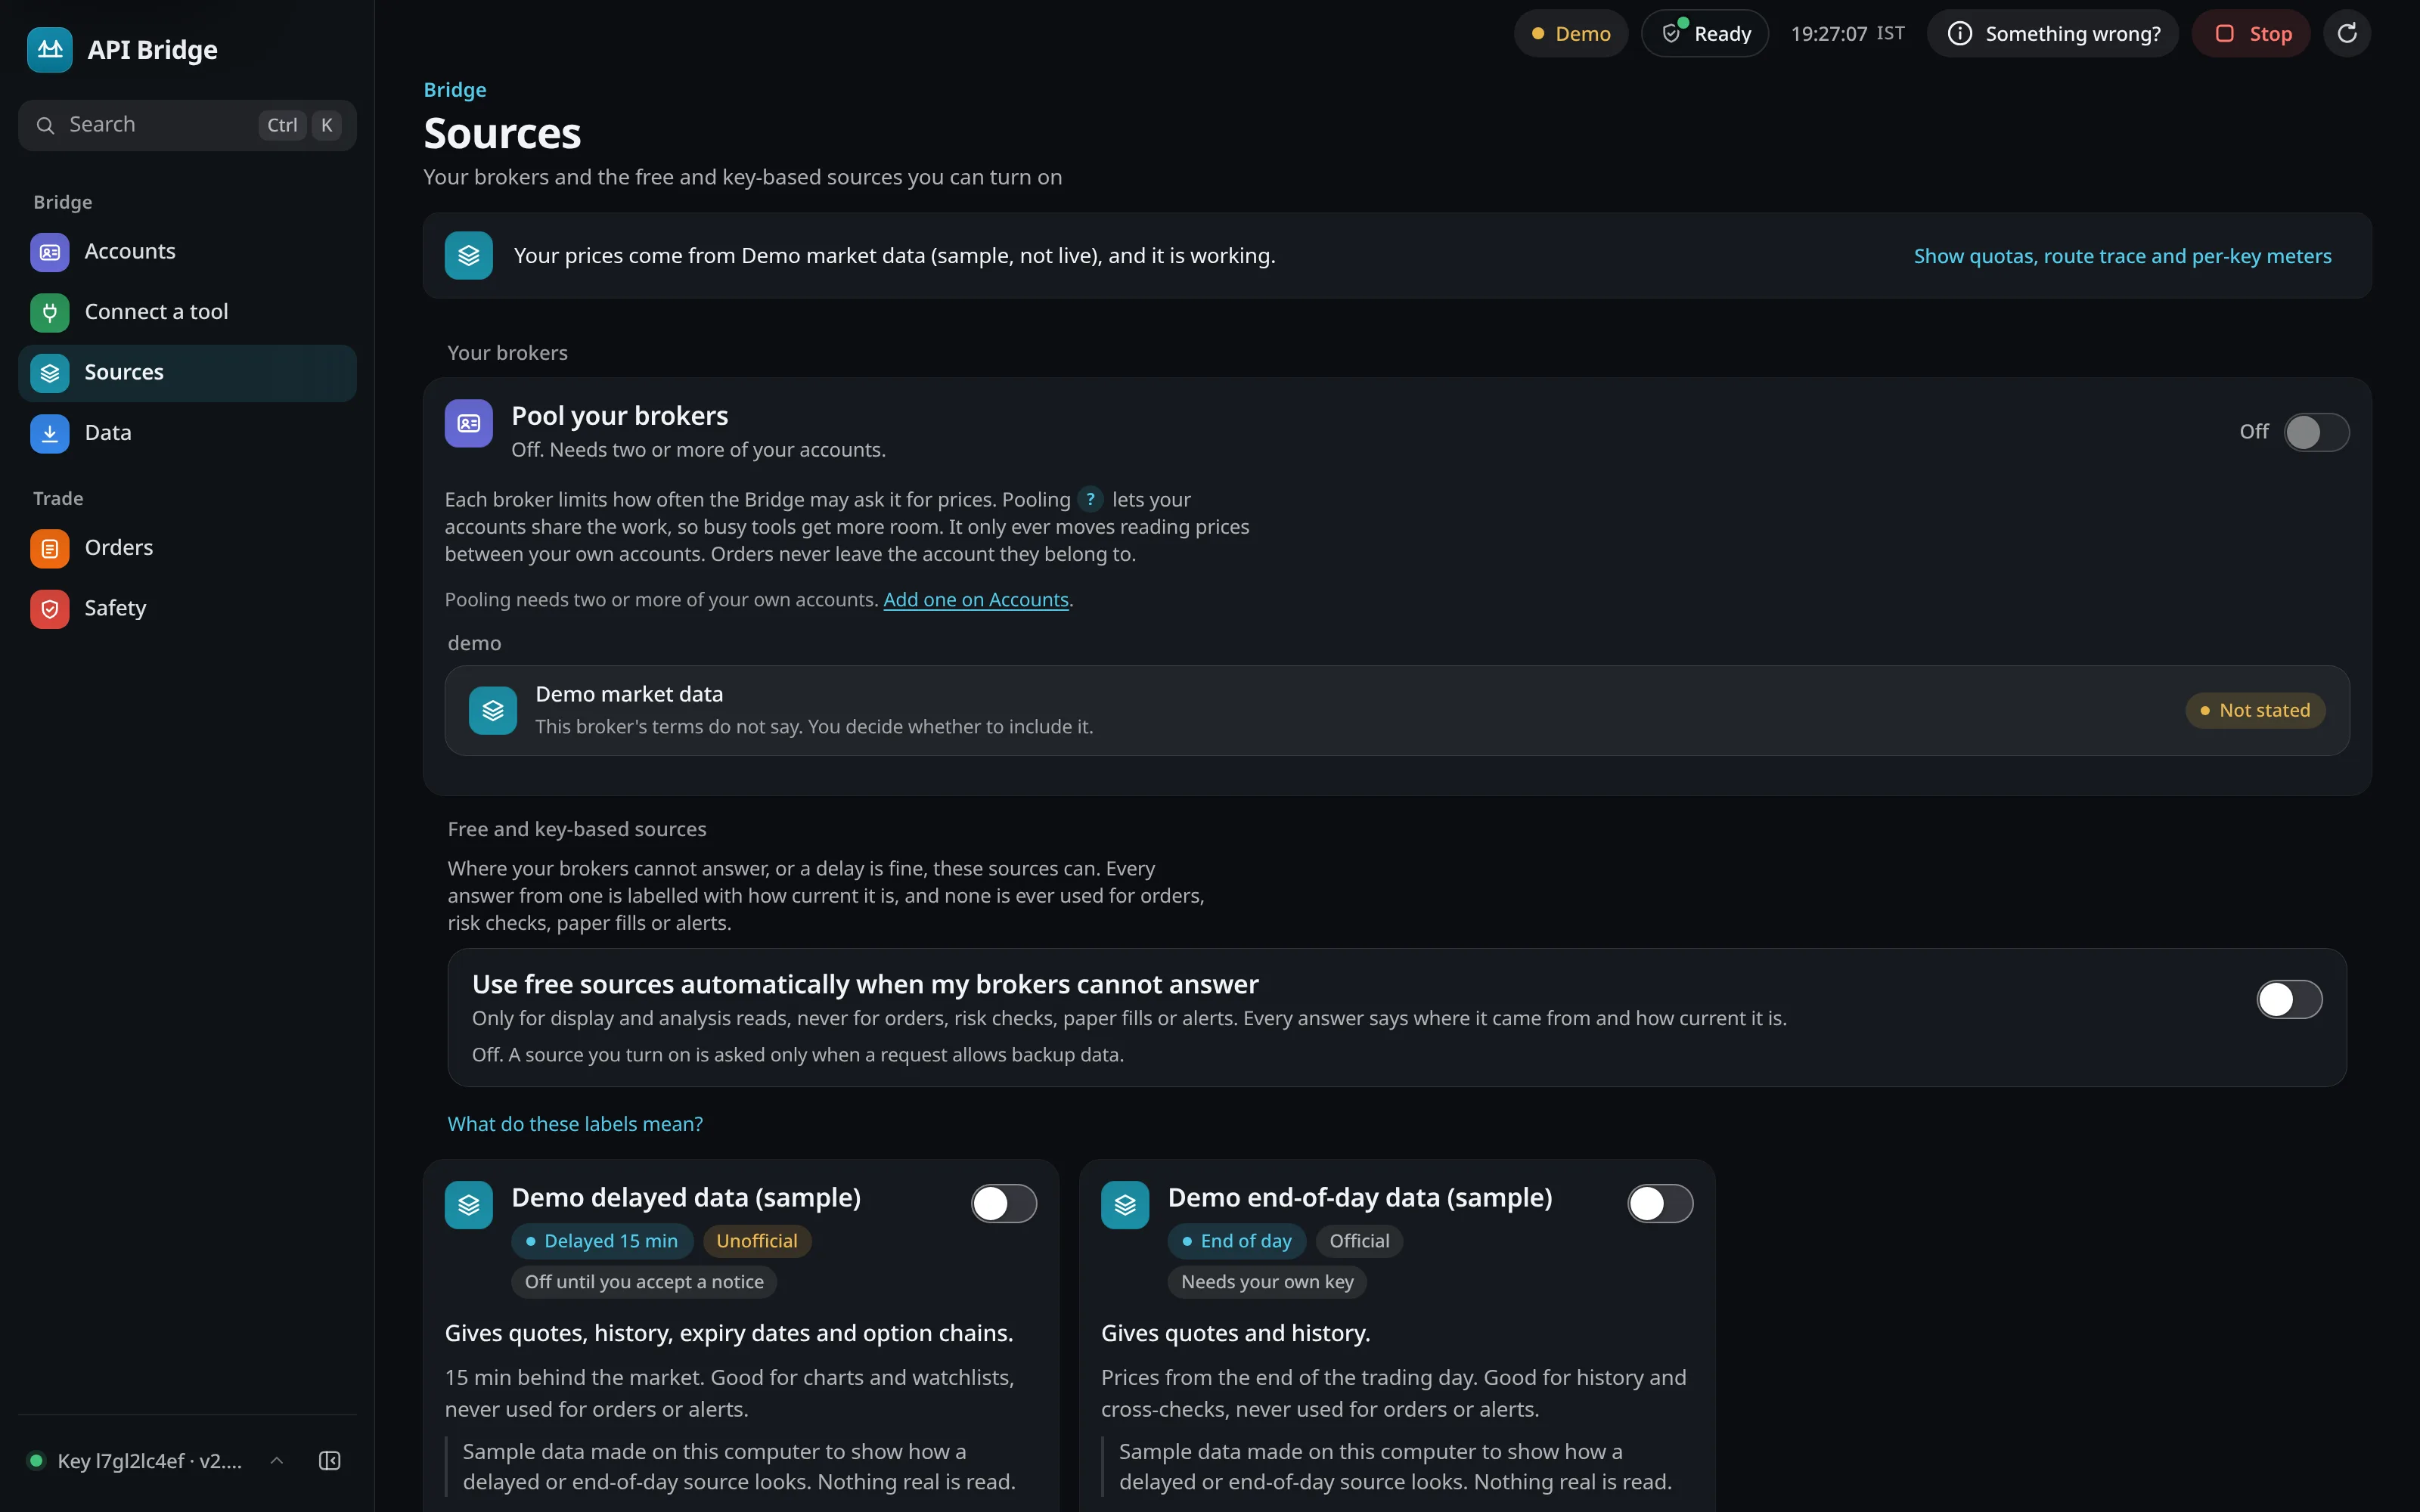 API Bridge
Search Ctrl K
Bridge
Accounts
Connect a tool
Sources
Data
Trade
Orders
Safety
Key l7gl2lc4ef · v2....
Demo
Ready
19:27:07 IST
Something wrong?
Stop
Bridge
Sources
Your brokers and the free and key-based sources you can turn on
Your prices come from Demo market data (sample, not live), and it is working.
Show quotas, route trace and per-key meters
Your brokers
Pool your brokers
Off. Needs two or more of your accounts.
Off
Each broker limits how often the Bridge may ask it for prices. Pooling ? lets your
accounts share the work, so busy tools get more room. It only ever moves reading prices
between your own accounts. Orders never leave the account they belong to.
Pooling needs two or more of your own accounts. Add one on Accounts.
demo
Demo market data
This broker's terms do not say. You decide whether to include it.
Not stated
Free and key-based sources
Where your brokers cannot answer, or a delay is fine, these sources can. Every
answer from one is labelled with how current it is, and none is ever used for orders,
risk checks, paper fills or alerts.
Use free sources automatically when my brokers cannot answer
Only for display and analysis reads, never for orders, risk checks, paper fills or alerts. Every answer says where it came from and how current it is.
Off. A source you turn on is asked only when a request allows backup data.
What do these labels mean?
Demo delayed data (sample)
Delayed 15 min
Unofficial
Off until you accept a notice
Gives quotes, history, expiry dates and option chains.
15 min behind the market. Good for charts and watchlists,
never used for orders or alerts.
Sample data made on this computer to show how a
delayed or end-of-day source looks. Nothing real is read.
Demo end-of-day data (sample)
End of day
Official
Needs your own key
Gives quotes and history.
Prices from the end of the trading day. Good for history and
cross-checks, never used for orders or alerts.
Sample data made on this computer to show how a
delayed or end-of-day source looks. Nothing real is read.